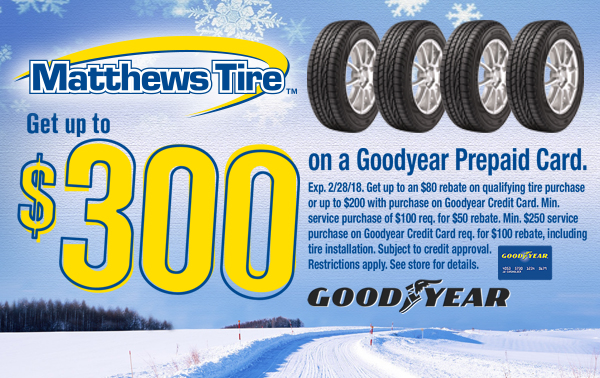 Matthews Tire™
Get up to
$300
on a Goodyear Prepaid Card.
Exp. 2/28/18. Get up to an $80 rebate on qualifying tire purchase
or up to $200 with purchase on Goodyear Credit Card. Min.
service purchase of $100 req. for $50 rebate. Min. $250 service
purchase on Goodyear Credit Card req. for $100 rebate, including
tire installation. Subject to credit approval.
Restrictions apply. See store for details.
GOODYEAR
GOODYEAR